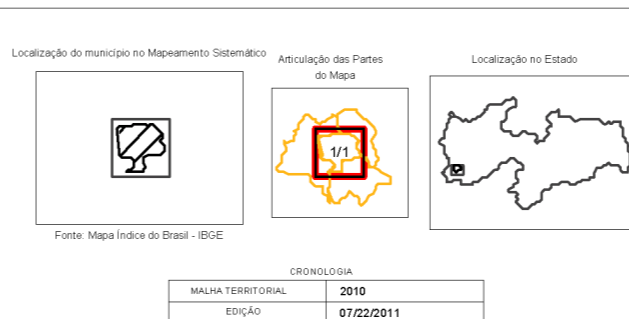 Localização do município no Mapeamento Sistemático
Articulação das Partes
do Mapa
Localização no Estado
1/1
Fonte: Mapa Índice do Brasil - IBGE
CRONOLOGIA
MALHA TERRITORIAL 2010
EDIÇÃO 07/22/2011